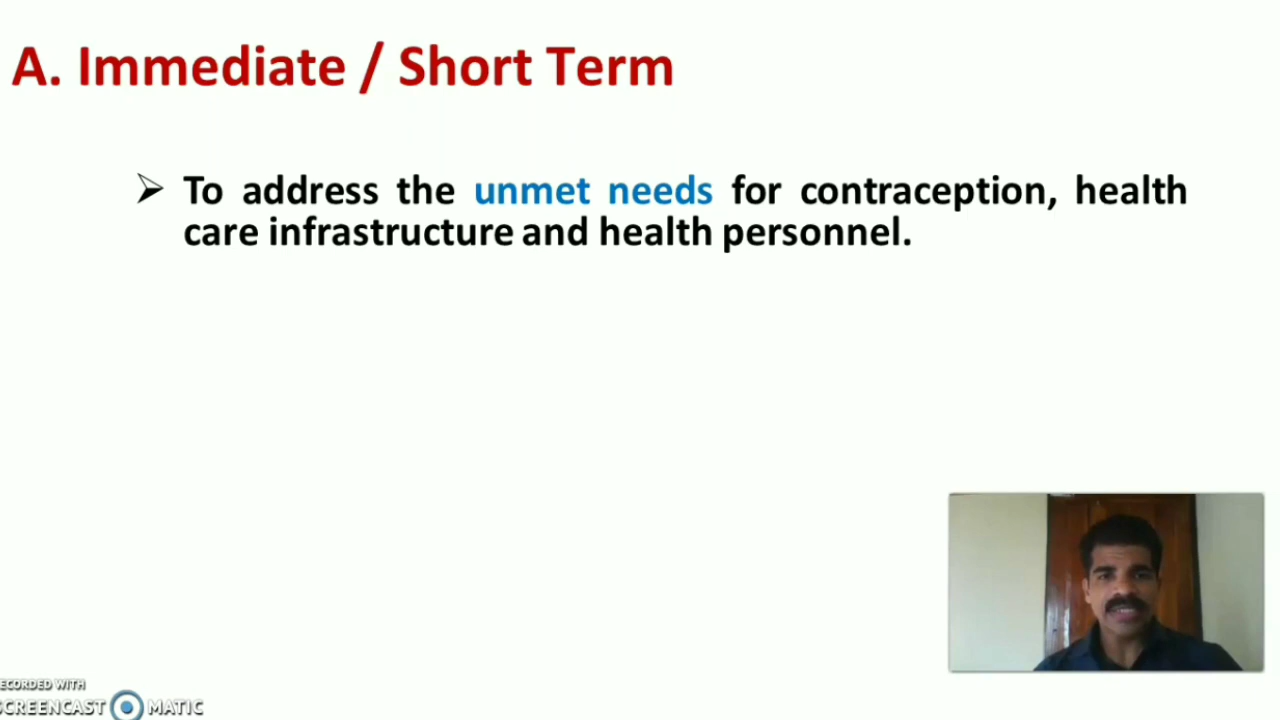 A. Immediate / Short Term
➢ To address the unmet needs for contraception, health
care infrastructure and health personnel.
RECORDED WITH
SCREENCAST MATIC